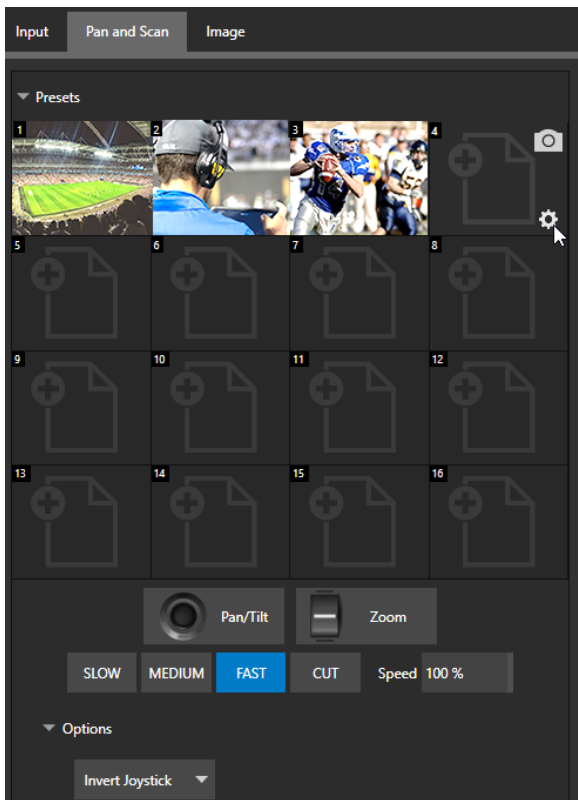 Input Pan and Scan Image
Presets
1 2 3 4
5 6 7 8
9 10 11 12
13 14 15 16
Pan/Tilt Zoom
SLOW MEDIUM FAST CUT Speed 100 %
Options
Invert Joystick